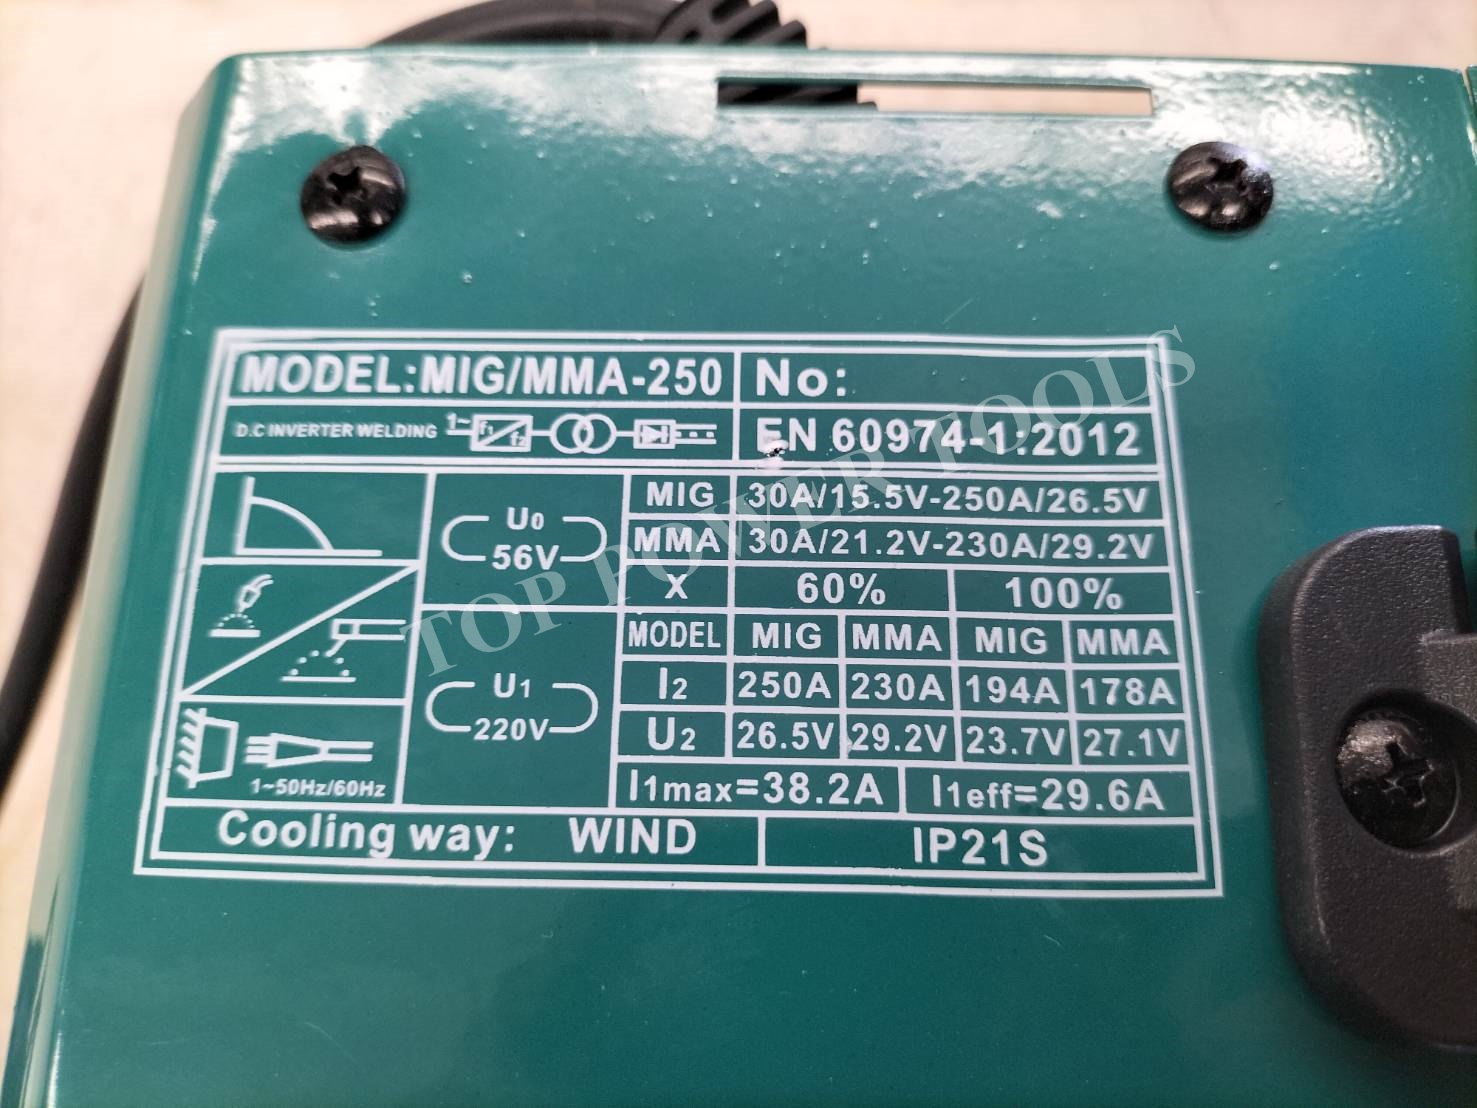 MODEL:MIG/MMA-250 No:
D.C INVERTER WELDING 1~ f1 f2 EN 60974-1:2012
U0 56V
MIG 30A/15.5V-250A/26.5V
MMA 30A/21.2V-230A/29.2V
X 60% 100%
MODEL MIG MMA MIG MMA
U1 220V
I2 250A 230A 194A 178A
U2 26.5V 29.2V 23.7V 27.1V
1~50Hz/60Hz
I1max=38.2A I1eff=29.6A
Cooling way: WIND IP21S
TOP POWER TOOLS